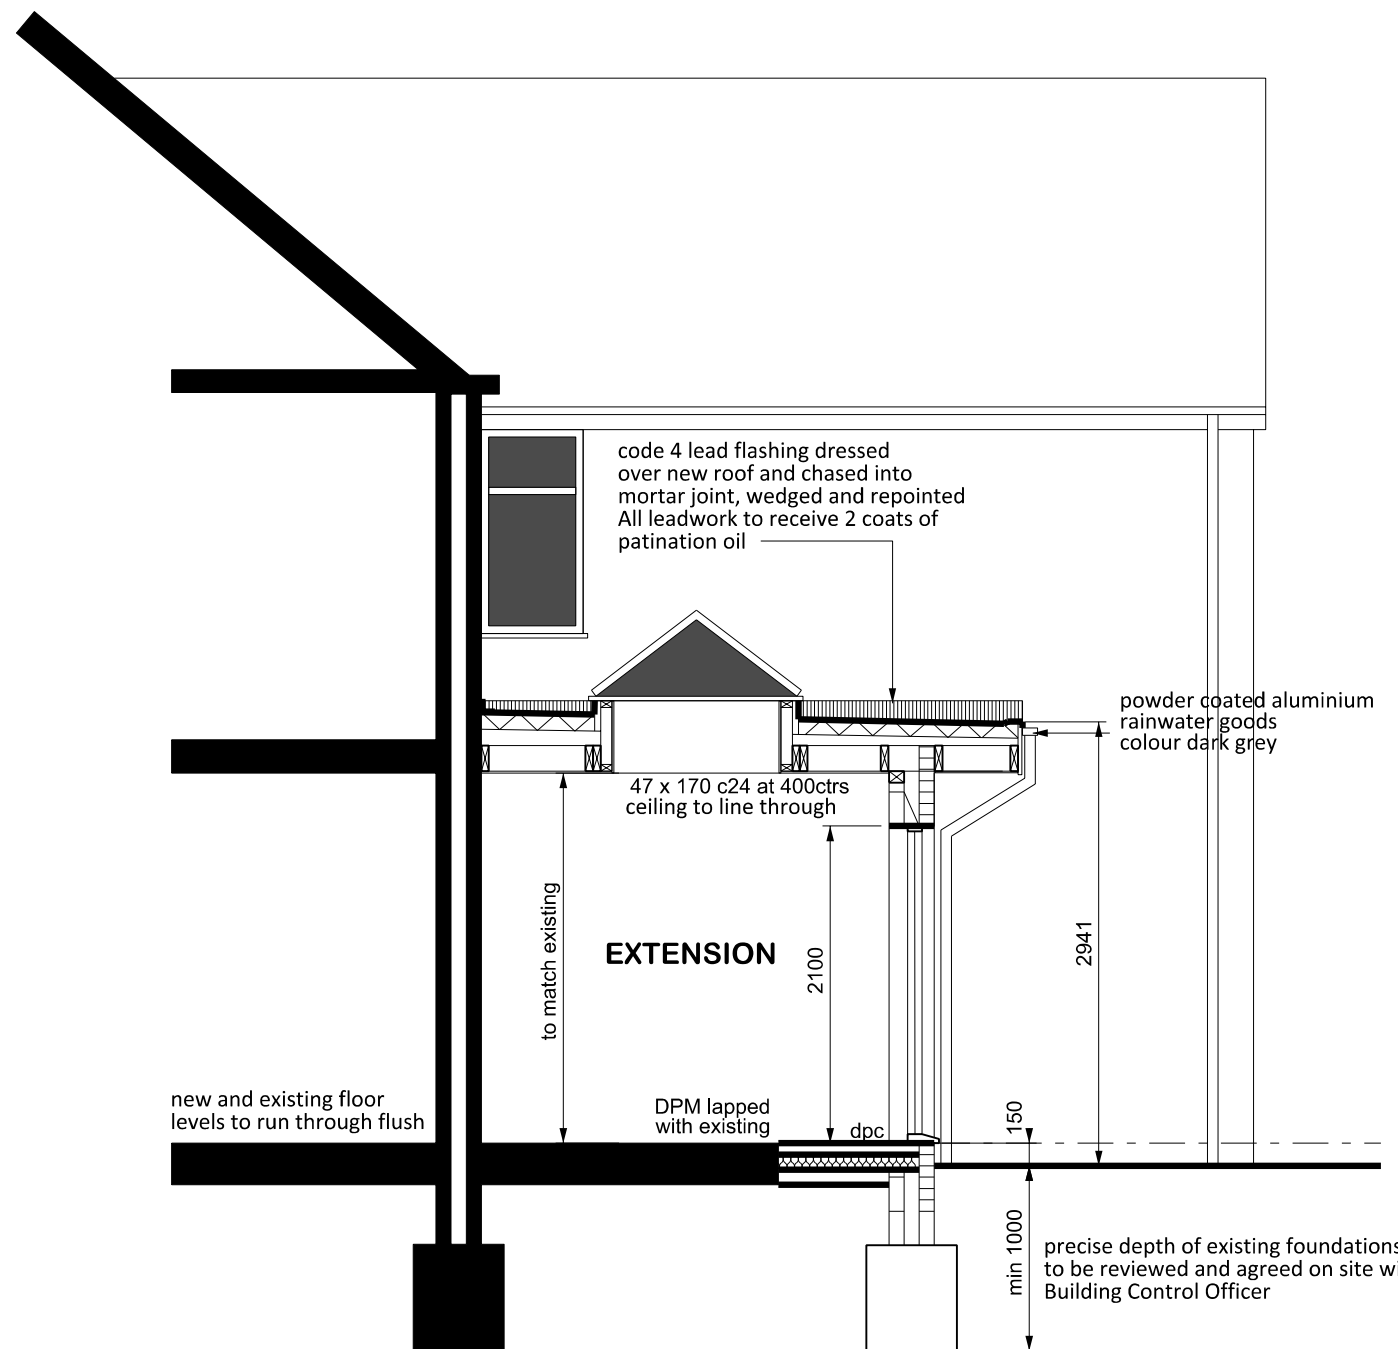 code 4 lead flashing dressed
over new roof and chased into
mortar joint, wedged and repointed
All leadwork to receive 2 coats of
patination oil
powder coated aluminium
rainwater goods
colour dark grey
47 x 170 c24 at 400ctrs
ceiling to line through
to match existing
EXTENSION
2100
2941
new and existing floor
levels to run through flush
DPM lapped
with existing
dpc
150
min 1000
precise depth of existing foundations
to be reviewed and agreed on site wi
Building Control Officer